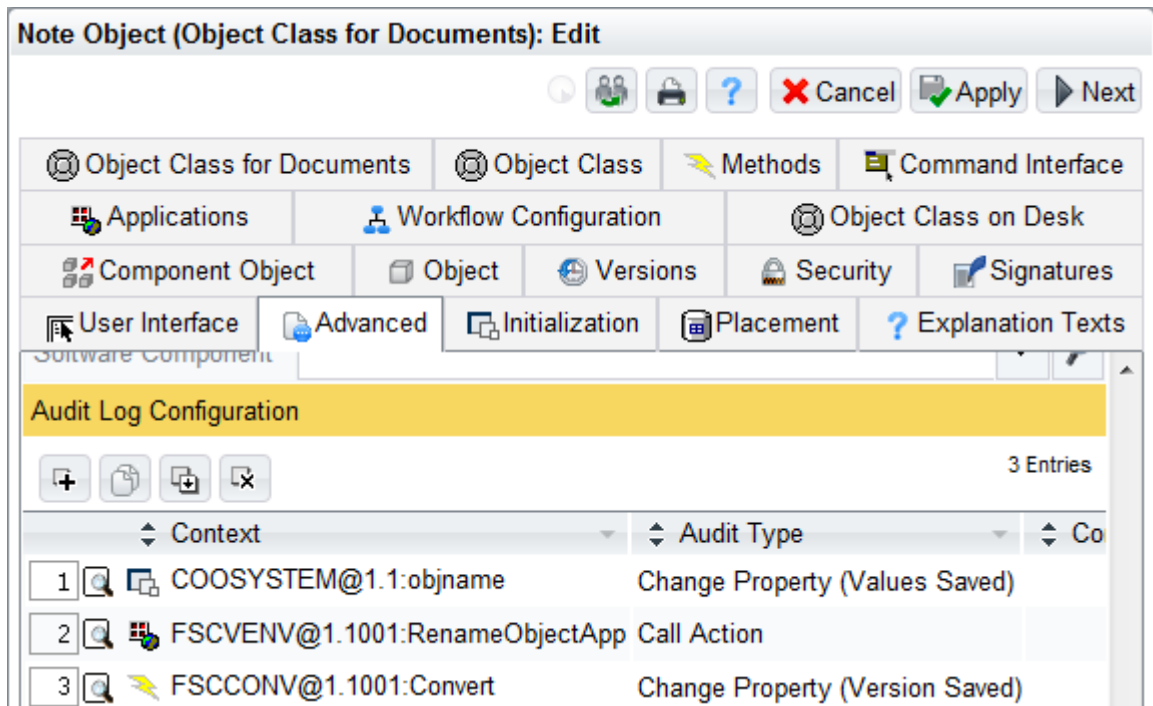 Note Object (Object Class for Documents): Edit
? Cancel Apply Next
Object Class for Documents Object Class Methods Command Interface
Applications Workflow Configuration Object Class on Desk
Component Object Object Versions Security Signatures
User Interface Advanced Initialization Placement ? Explanation Texts
Software Component
Audit Log Configuration
3 Entries
Context Audit Type Co
1 COOSYSTEM@1.1:objname Change Property (Values Saved)
2 FSCVENV@1.1001:RenameObjectApp Call Action
3 FSCCONV@1.1001:Convert Change Property (Version Saved)